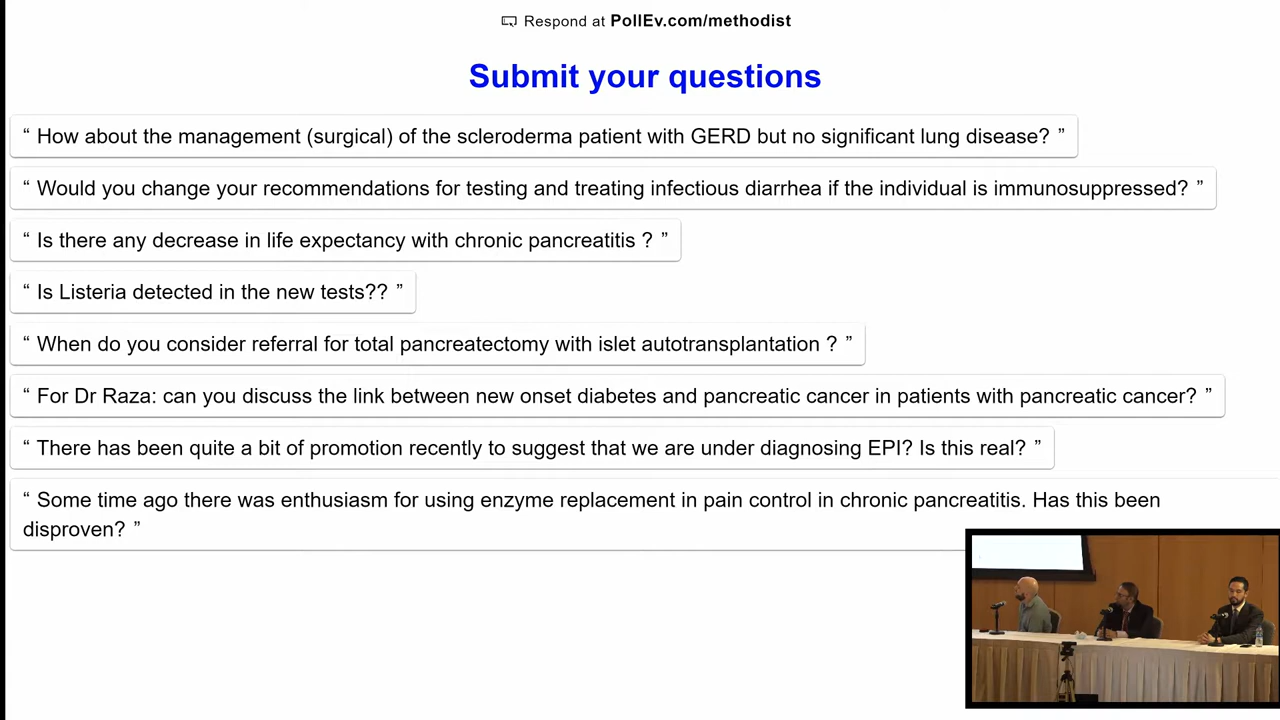 Respond at PollEv.com/methodist
Submit your questions
“ How about the management (surgical) of the scleroderma patient with GERD but no significant lung disease? ”
“ Would you change your recommendations for testing and treating infectious diarrhea if the individual is immunosuppressed? ”
“ Is there any decrease in life expectancy with chronic pancreatitis ? ”
“ Is Listeria detected in the new tests?? ”
“ When do you consider referral for total pancreatectomy with islet autotransplantation ? ”
“ For Dr Raza: can you discuss the link between new onset diabetes and pancreatic cancer in patients with pancreatic cancer? ”
“ There has been quite a bit of promotion recently to suggest that we are under diagnosing EPI? Is this real? ”
“ Some time ago there was enthusiasm for using enzyme replacement in pain control in chronic pancreatitis. Has this been
disproven? ”